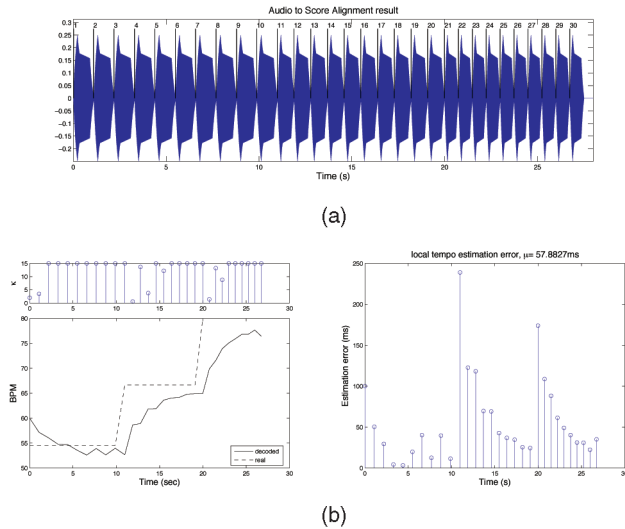 Audio to Score Alignment result
1 2 3 4 5 6 7 8 9 10 11 12 13 14 15 16 17 18 19 20 21 22 23 24 25 26 27 28 29 30
0.3
0.25
0.2
0.15
0.1
0.05
0
-0.05
-0.1
-0.15
-0.2
0 5 10 15 20 25
Time (s)
(a)
κ
15
10
5
0
0 5 10 15 20 25 30
BPM
80
75
70
65
60
55
50
decoded
real
0 5 10 15 20 25 30
Time (sec)
local tempo estimation error, μ= 57.8827ms
Estimation error (ms)
250
200
150
100
50
0
0 5 10 15 20 25 30
Time (s)
(b)